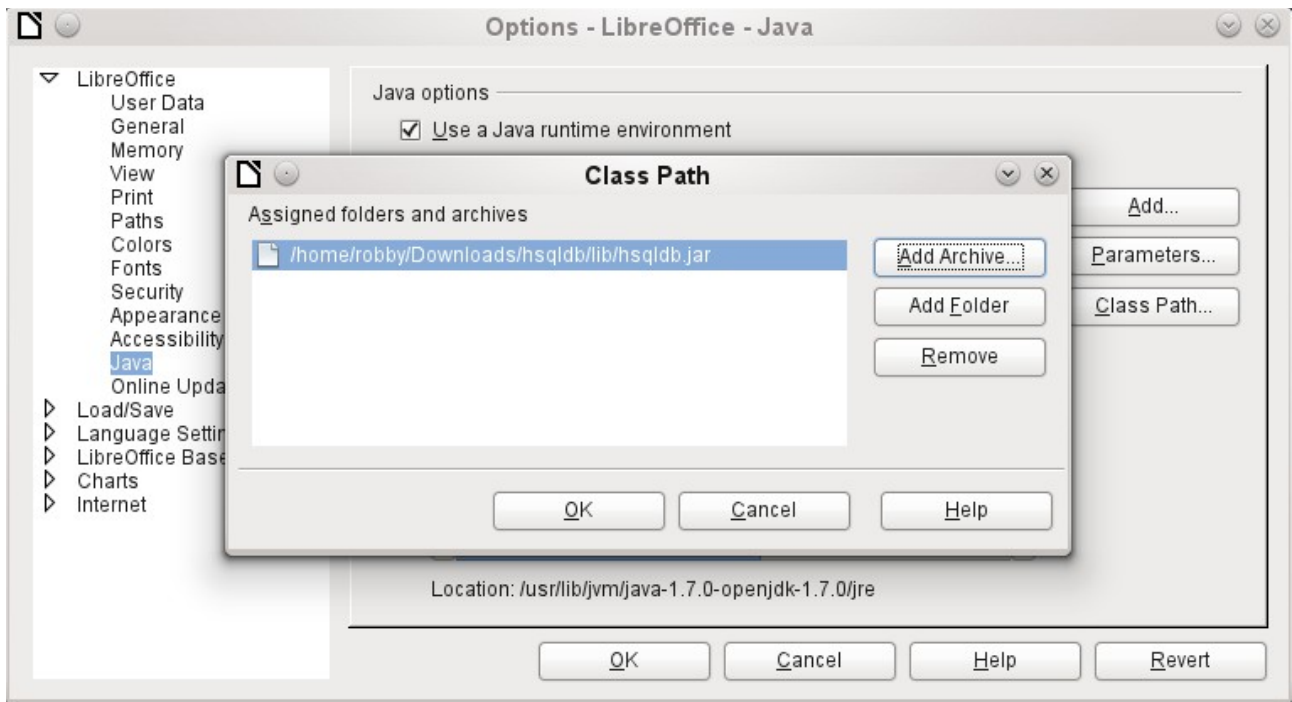 Options - LibreOffice - Java
LibreOffice
User Data
General
Memory
View
Print
Paths
Colors
Fonts
Security
Appearance
Accessibility
Java
Online Upda
Load/Save
Language Settin
LibreOffice Base
Charts
Internet
Java options
Use a Java runtime environment
Add...
Parameters...
Class Path...
Class Path
Assigned folders and archives
/home/robby/Downloads/hsqldb/lib/hsqldb.jar
Add Archive...
Add Folder
Remove
OK
Cancel
Help
Location: /usr/lib/jvm/java-1.7.0-openjdk-1.7.0/jre
OK
Cancel
Help
Revert